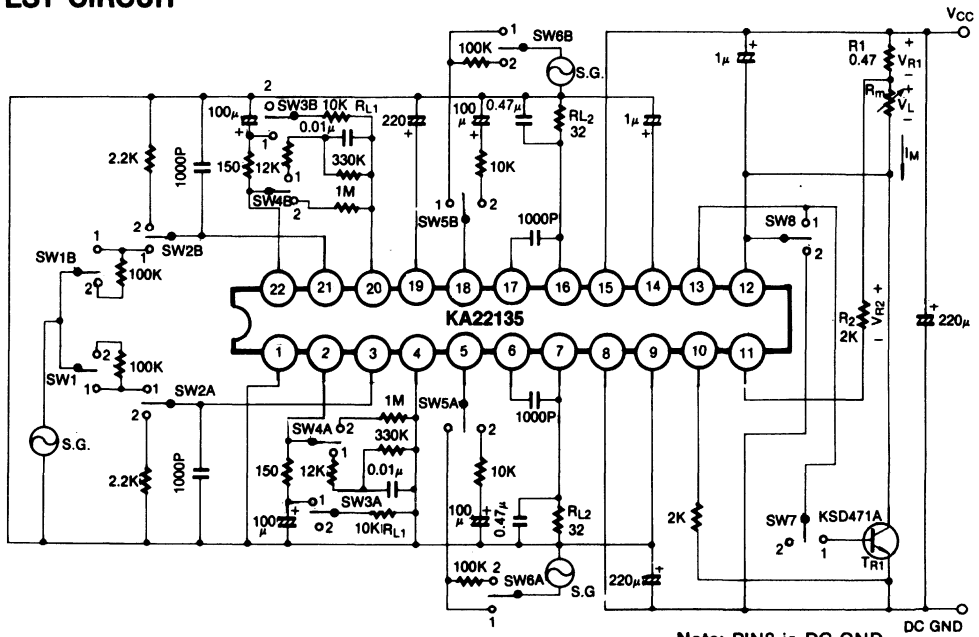 EST CIRCUIT
VCC
1
SW6B
100K
2
S.G.
1μ
+
R1
0.47
+
VR1
−
Rm
+
VL
−
IM
2
100μ
+
SW3B
10K
RL1
0.01μ
1
220
+
100
μ
+
0.47μ
RL2
32
1μ
+
2.2K
1000P
150
12K
330K
1M
10K
1
SW4B
2
1
2
SW5B
1000P
SW8
1
2
2
SW2B
1
1
SW1B
2
100K
22
21
20
19
18
17
16
15
14
13
12
KA22135
R2
2K
+
VR2
−
+
220μ
1
2
3
4
5
6
7
8
9
10
11
2
SW1
100K
1
1
SW2A
2
SW5A
1000P
1
2
S.G.
1M
SW4A
2
330K
1
150
12K
0.01μ
10K
2.2K
1000P
1
SW3A
2
10K
RL1
100
μ
+
100
μ
+
0.47μ
RL2
32
2K
SW7
2
1
KSD471A
TR1
100K
2
SW6A
1
S.G
220μ
+
DC GND
Note: PIN8 is DC GND